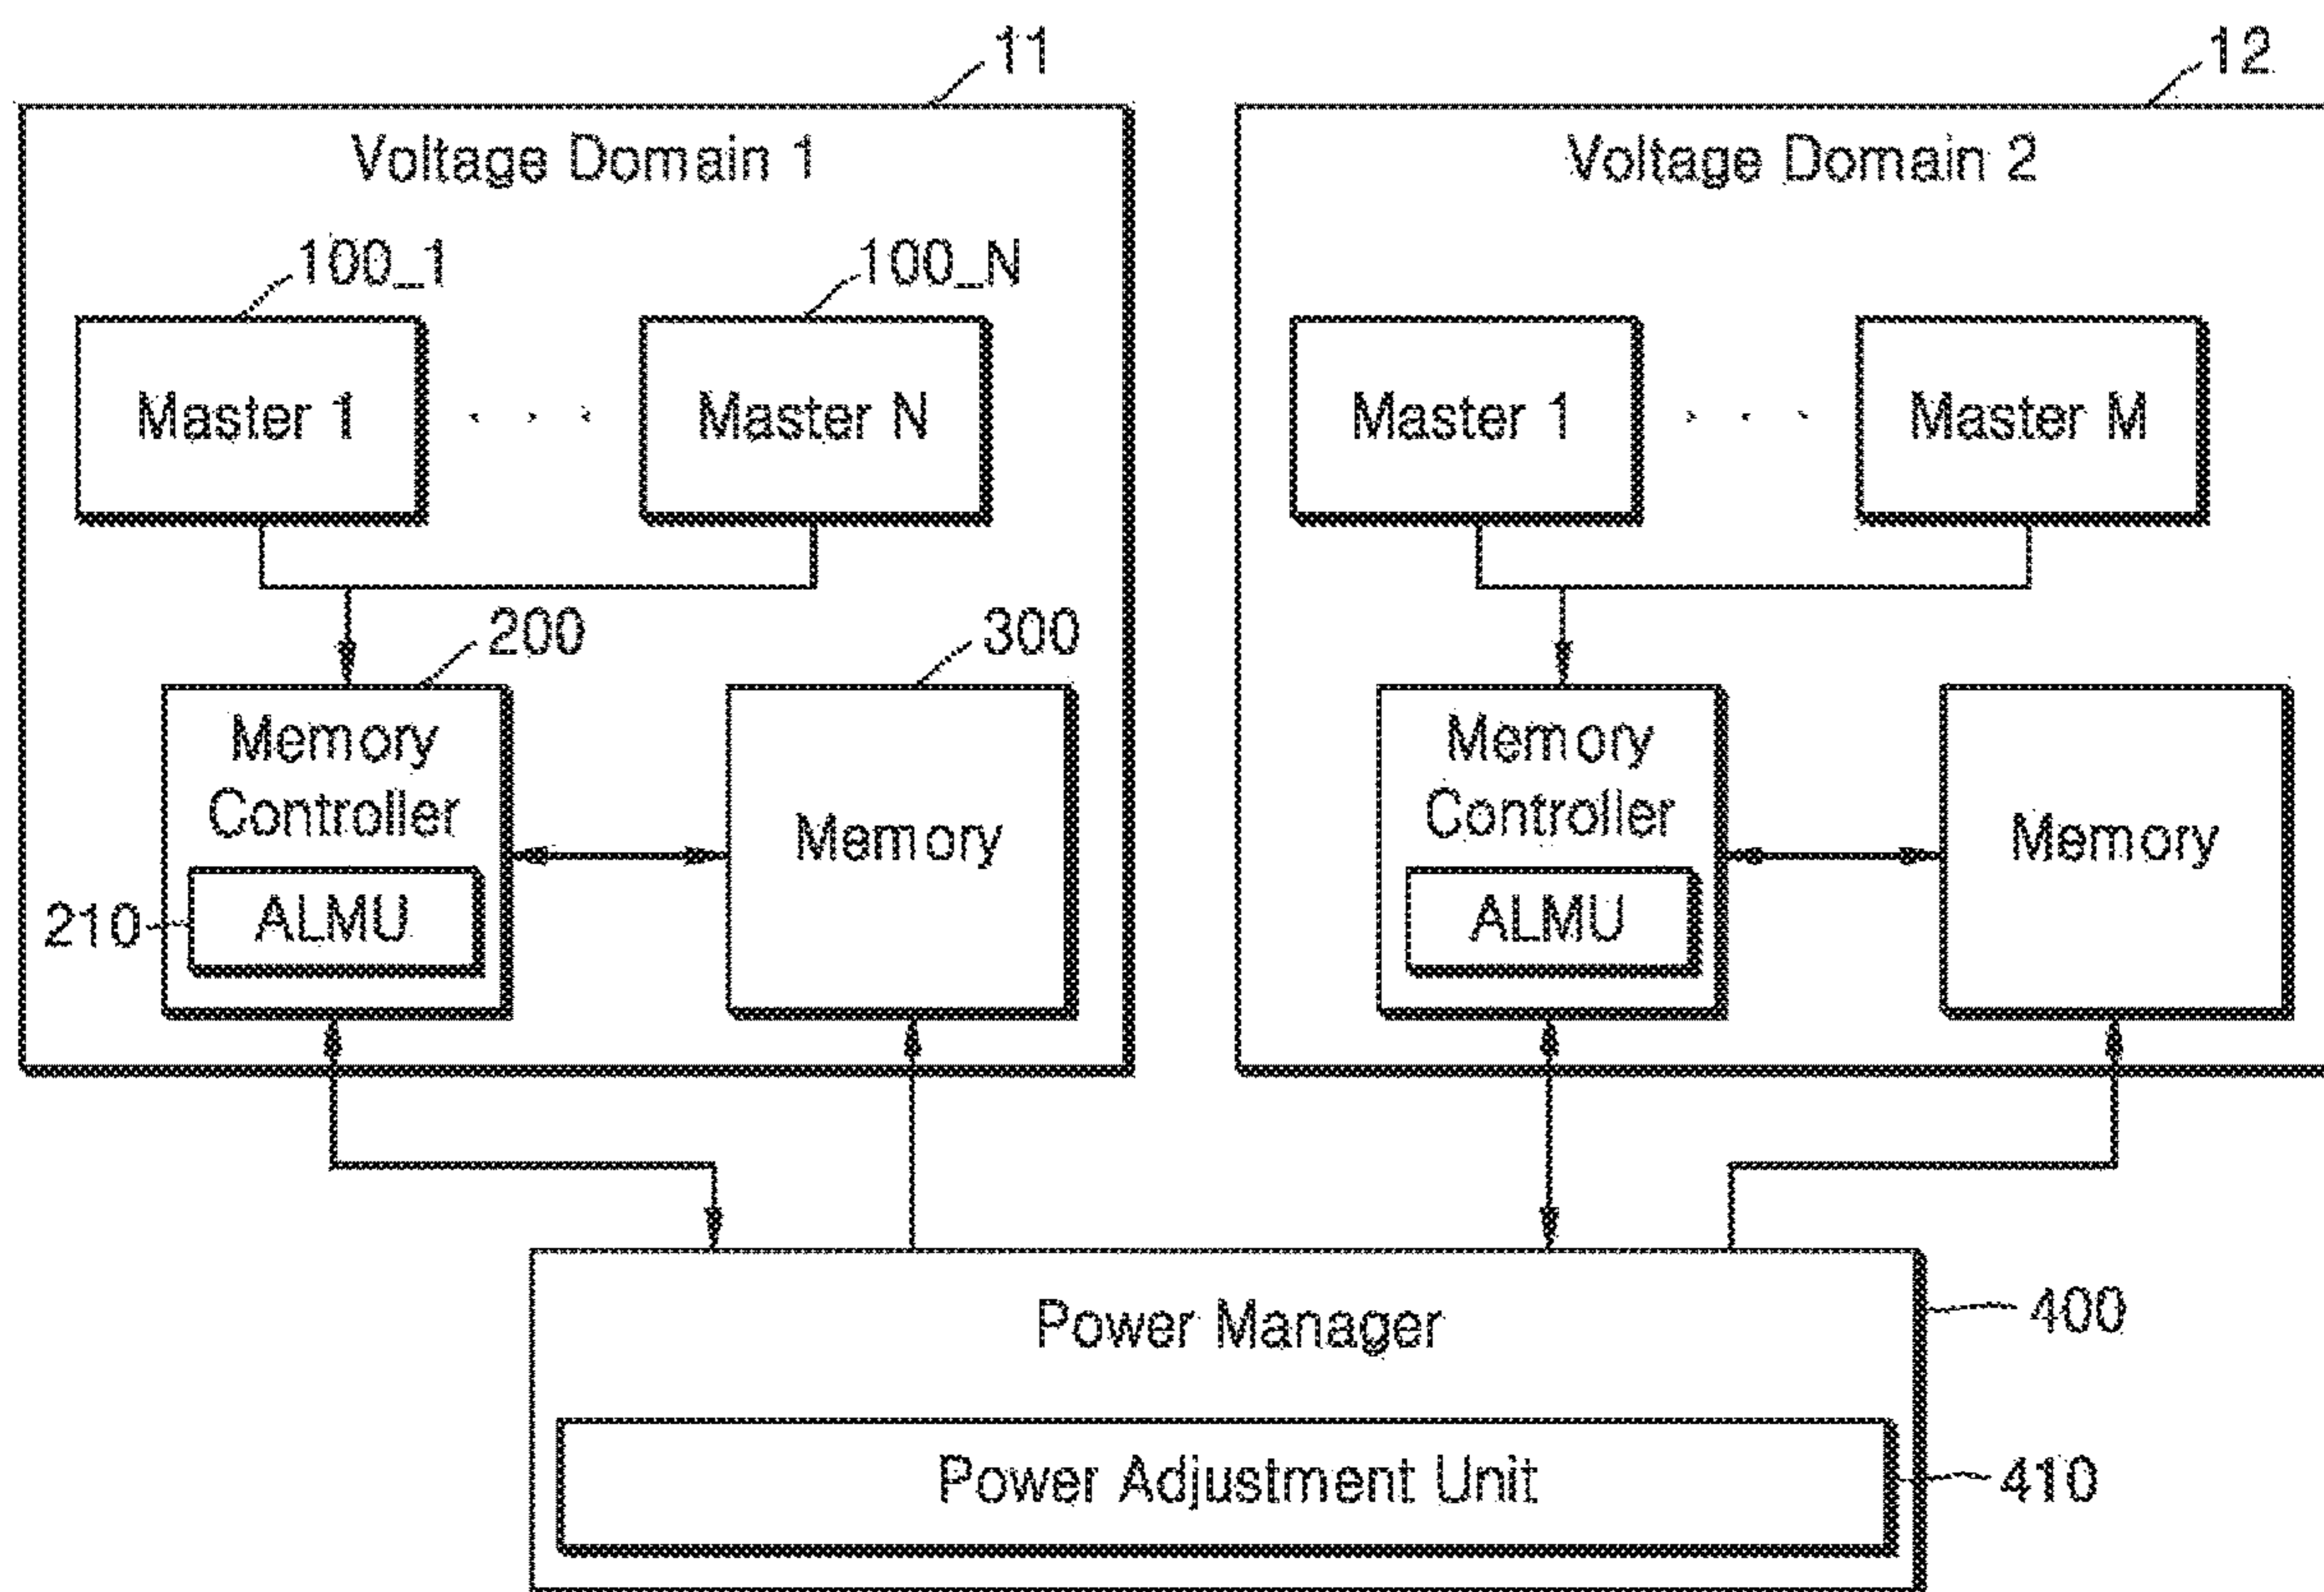 11
12
Voltage Domain 1
Voltage Domain 2
100_1
100_N
Master 1
Master N
Master 1
Master M
200
300
Memory
Controller
Memory
210
ALMU
Memory
Controller
Memory
ALMU
Power Manager
400
Power Adjustment Unit
410